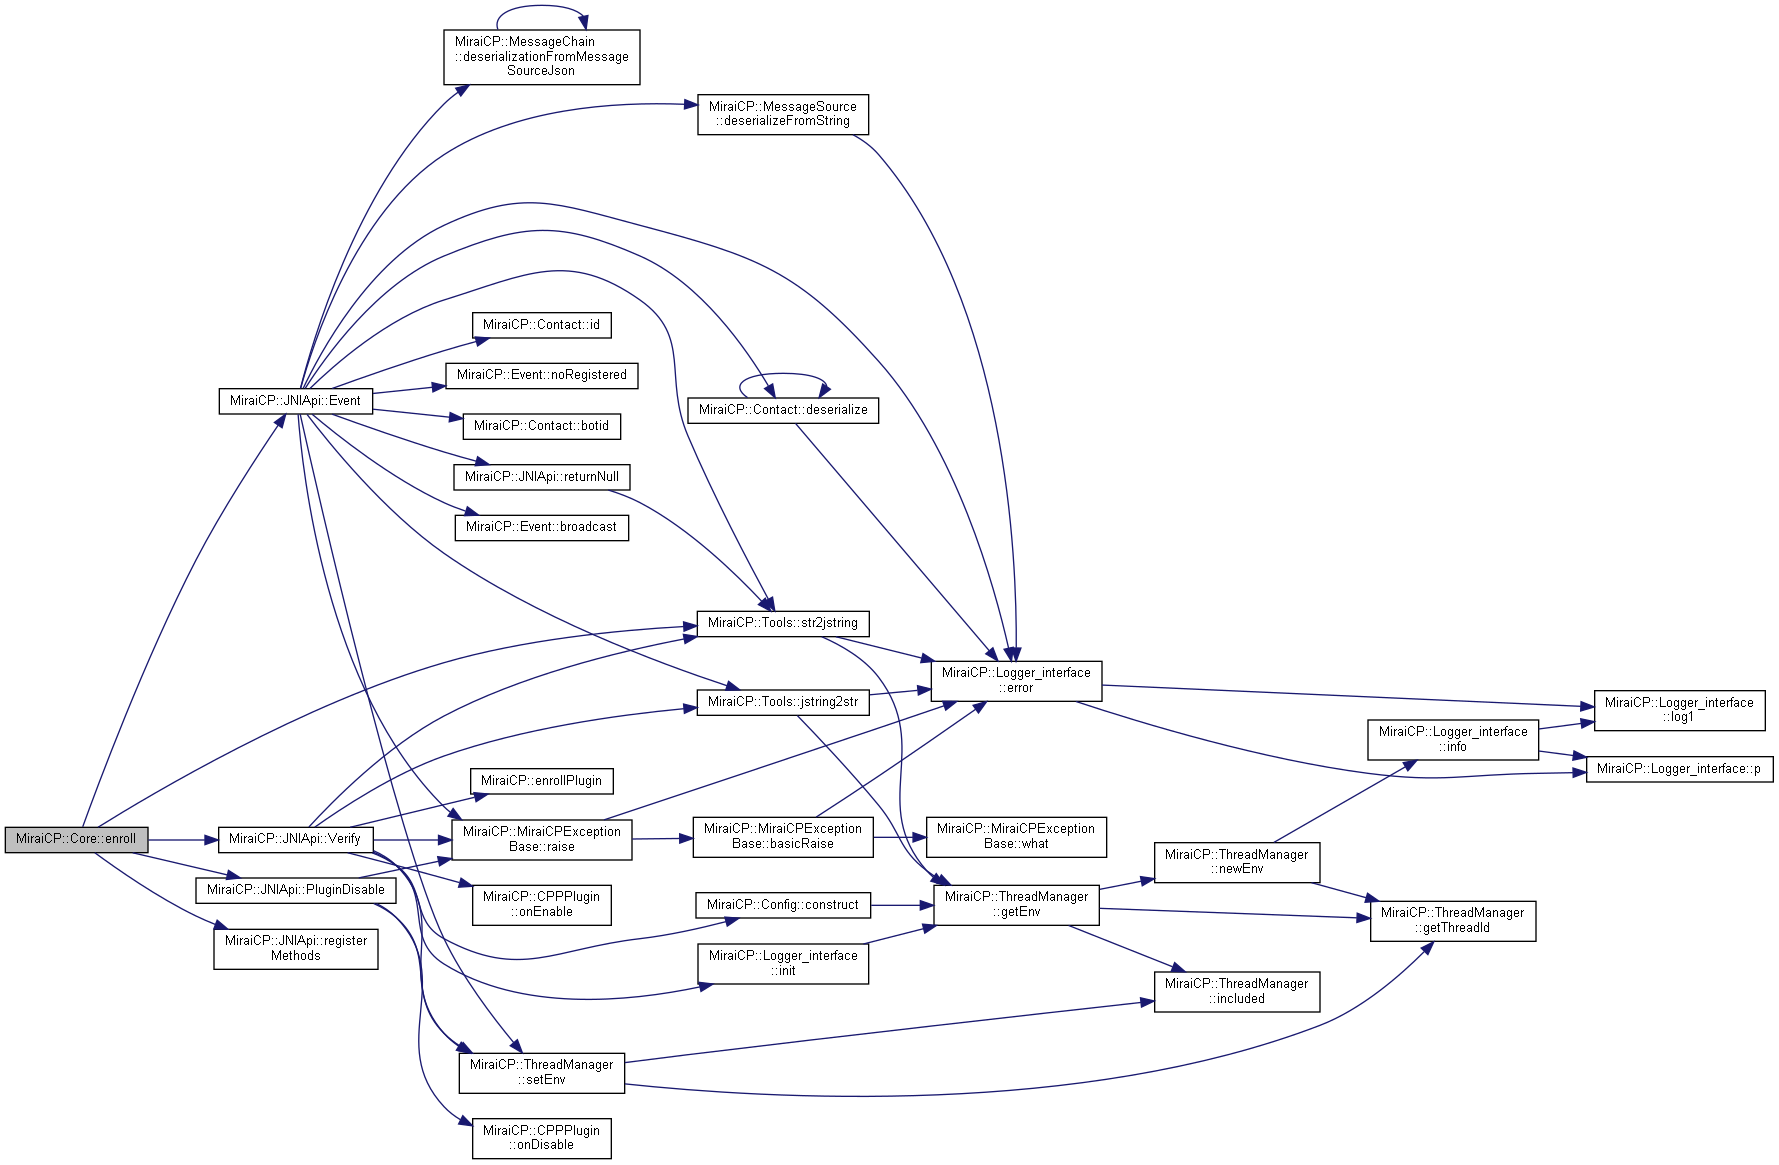 MiraiCP::MessageChain
::deserializationFromMessage
SourceJson
MiraiCP::MessageSource
::deserializeFromString
MiraiCP::Contact::id
MiraiCP::Event::noRegistered
MiraiCP::JNIApi::Event
MiraiCP::Contact::deserialize
MiraiCP::Contact::botid
MiraiCP::JNIApi::returnNull
MiraiCP::Event::broadcast
MiraiCP::Tools::str2jstring
MiraiCP::Logger_interface
::error
MiraiCP::Tools::jstring2str
MiraiCP::Logger_interface
::log1
MiraiCP::Logger_interface
::info
MiraiCP::Logger_interface::p
MiraiCP::enrollPlugin
MiraiCP::Core::enroll
MiraiCP::JNIApi::Verify
MiraiCP::MiraiCPException
Base::raise
MiraiCP::MiraiCPException
Base::basicRaise
MiraiCP::MiraiCPException
Base::what
MiraiCP::ThreadManager
::newEnv
MiraiCP::JNIApi::PluginDisable
MiraiCP::CPPPlugin
::onEnable
MiraiCP::Config::construct
MiraiCP::ThreadManager
::getEnv
MiraiCP::ThreadManager
::getThreadId
MiraiCP::JNIApi::register
Methods
MiraiCP::Logger_interface
::init
MiraiCP::ThreadManager
::included
MiraiCP::ThreadManager
::setEnv
MiraiCP::CPPPlugin
::onDisable